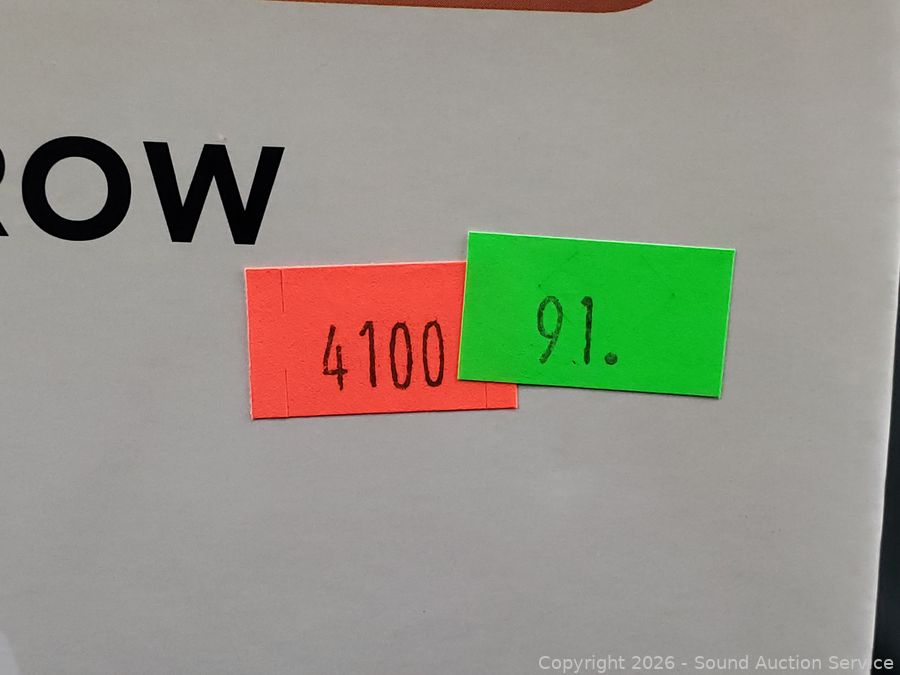 ROW
4100
91.
Copyright 2026 - Sound Auction Service